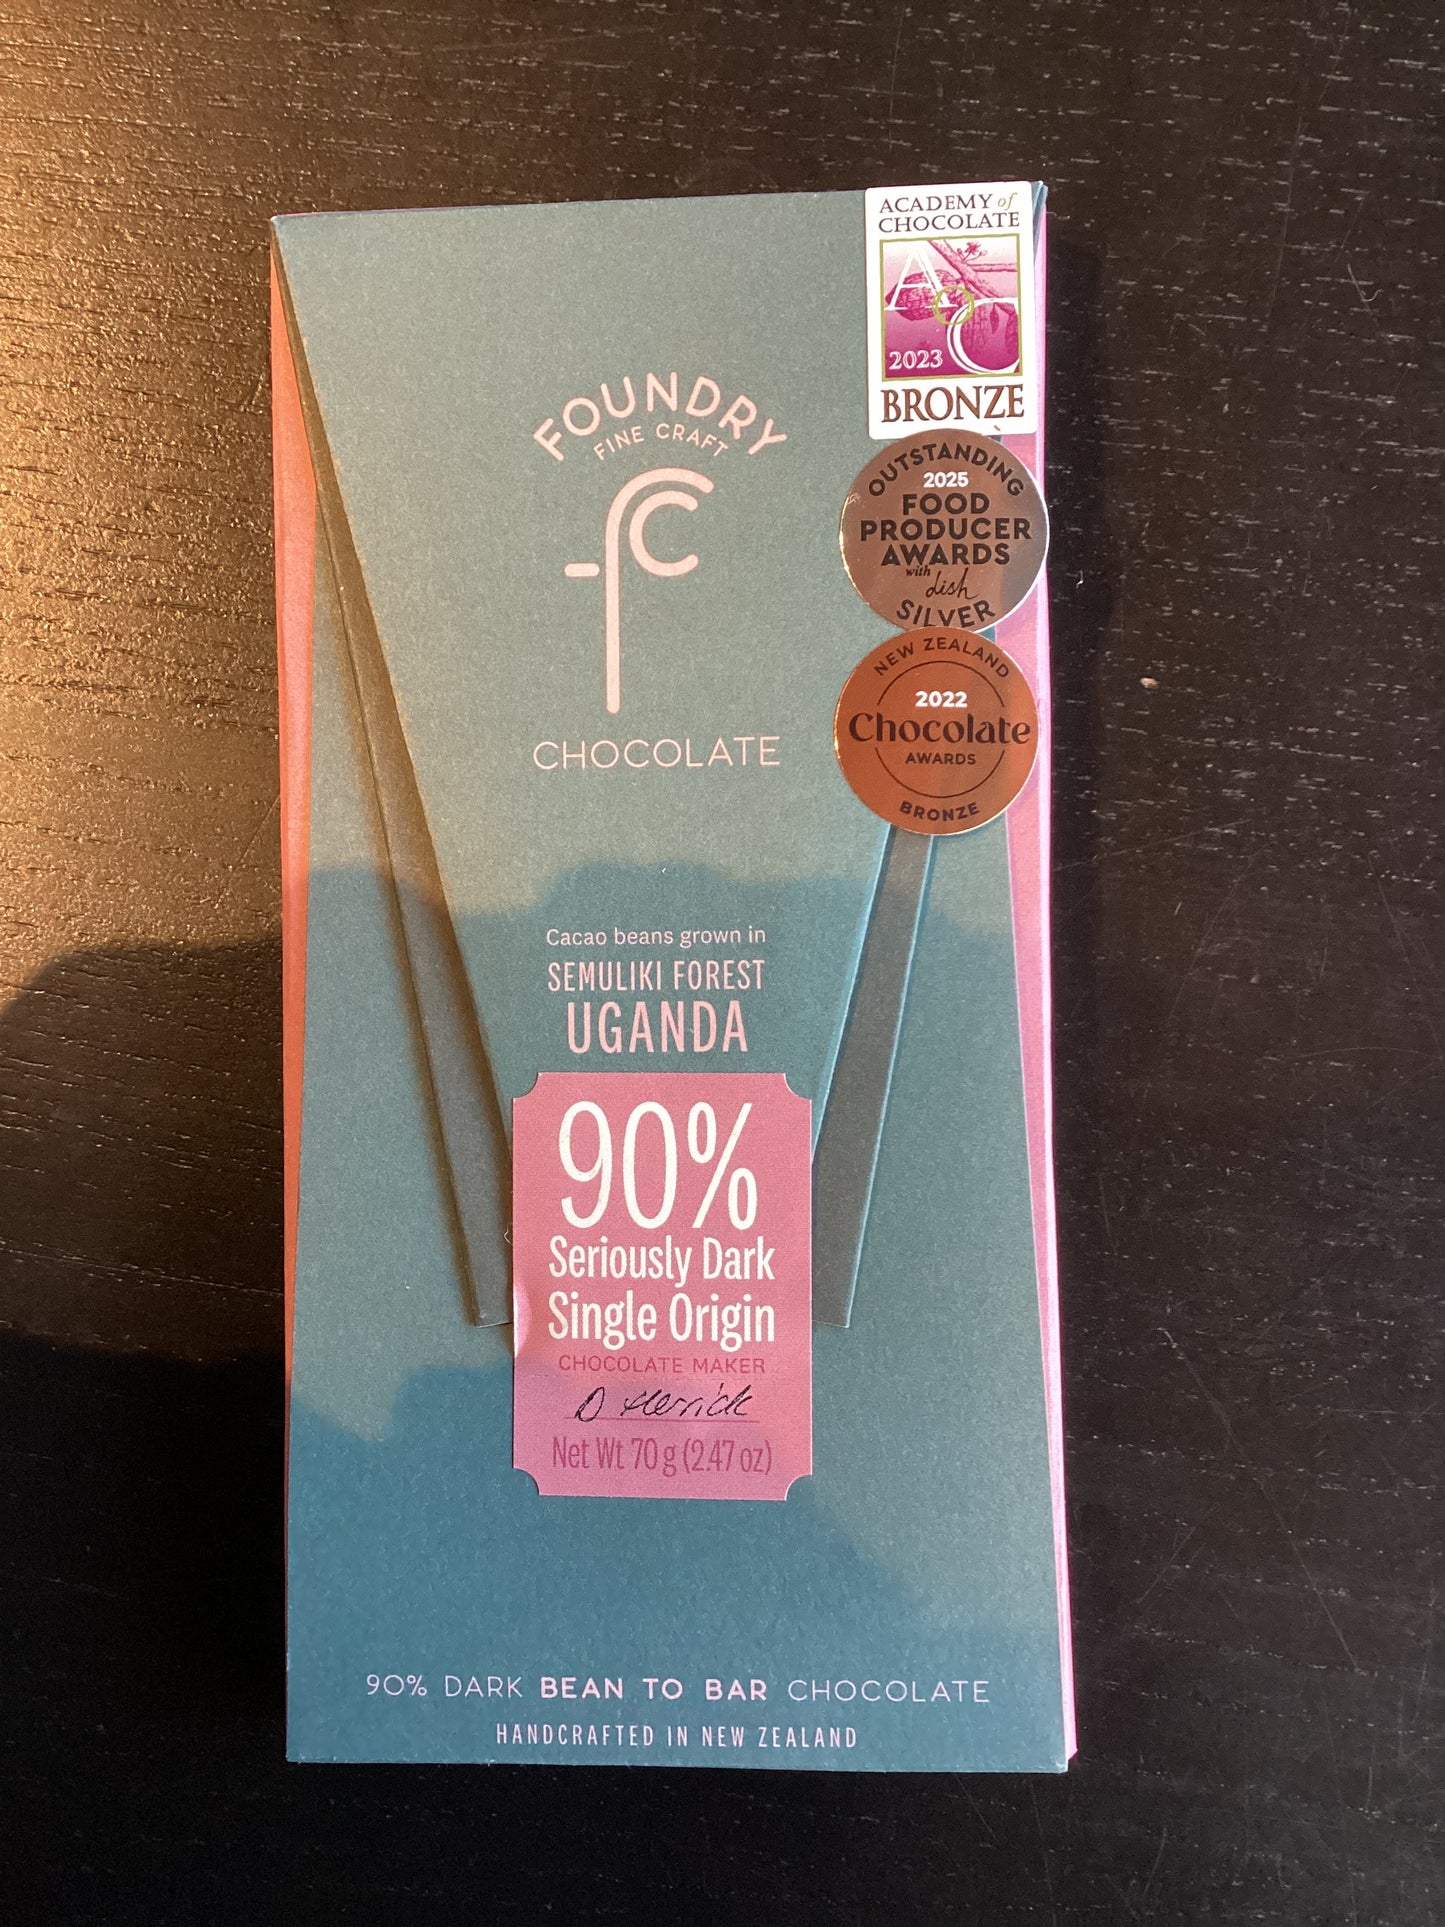 ACADEMY of
CHOCOLATE
A o C
2023
BRONZE
FOUNDRY
FINE CRAFT
fC
CHOCOLATE
OUTSTANDING
2025
FOOD
PRODUCER
AWARDS
with dish
SILVER
NEW ZEALAND
2022
Chocolate
AWARDS
BRONZE
Cacao beans grown in
SEMULIKI FOREST
UGANDA
90%
Seriously Dark
Single Origin
CHOCOLATE MAKER
D Herrick
Net Wt 70 g (2.47 oz)
90% DARK BEAN TO BAR CHOCOLATE
HANDCRAFTED IN NEW ZEALAND